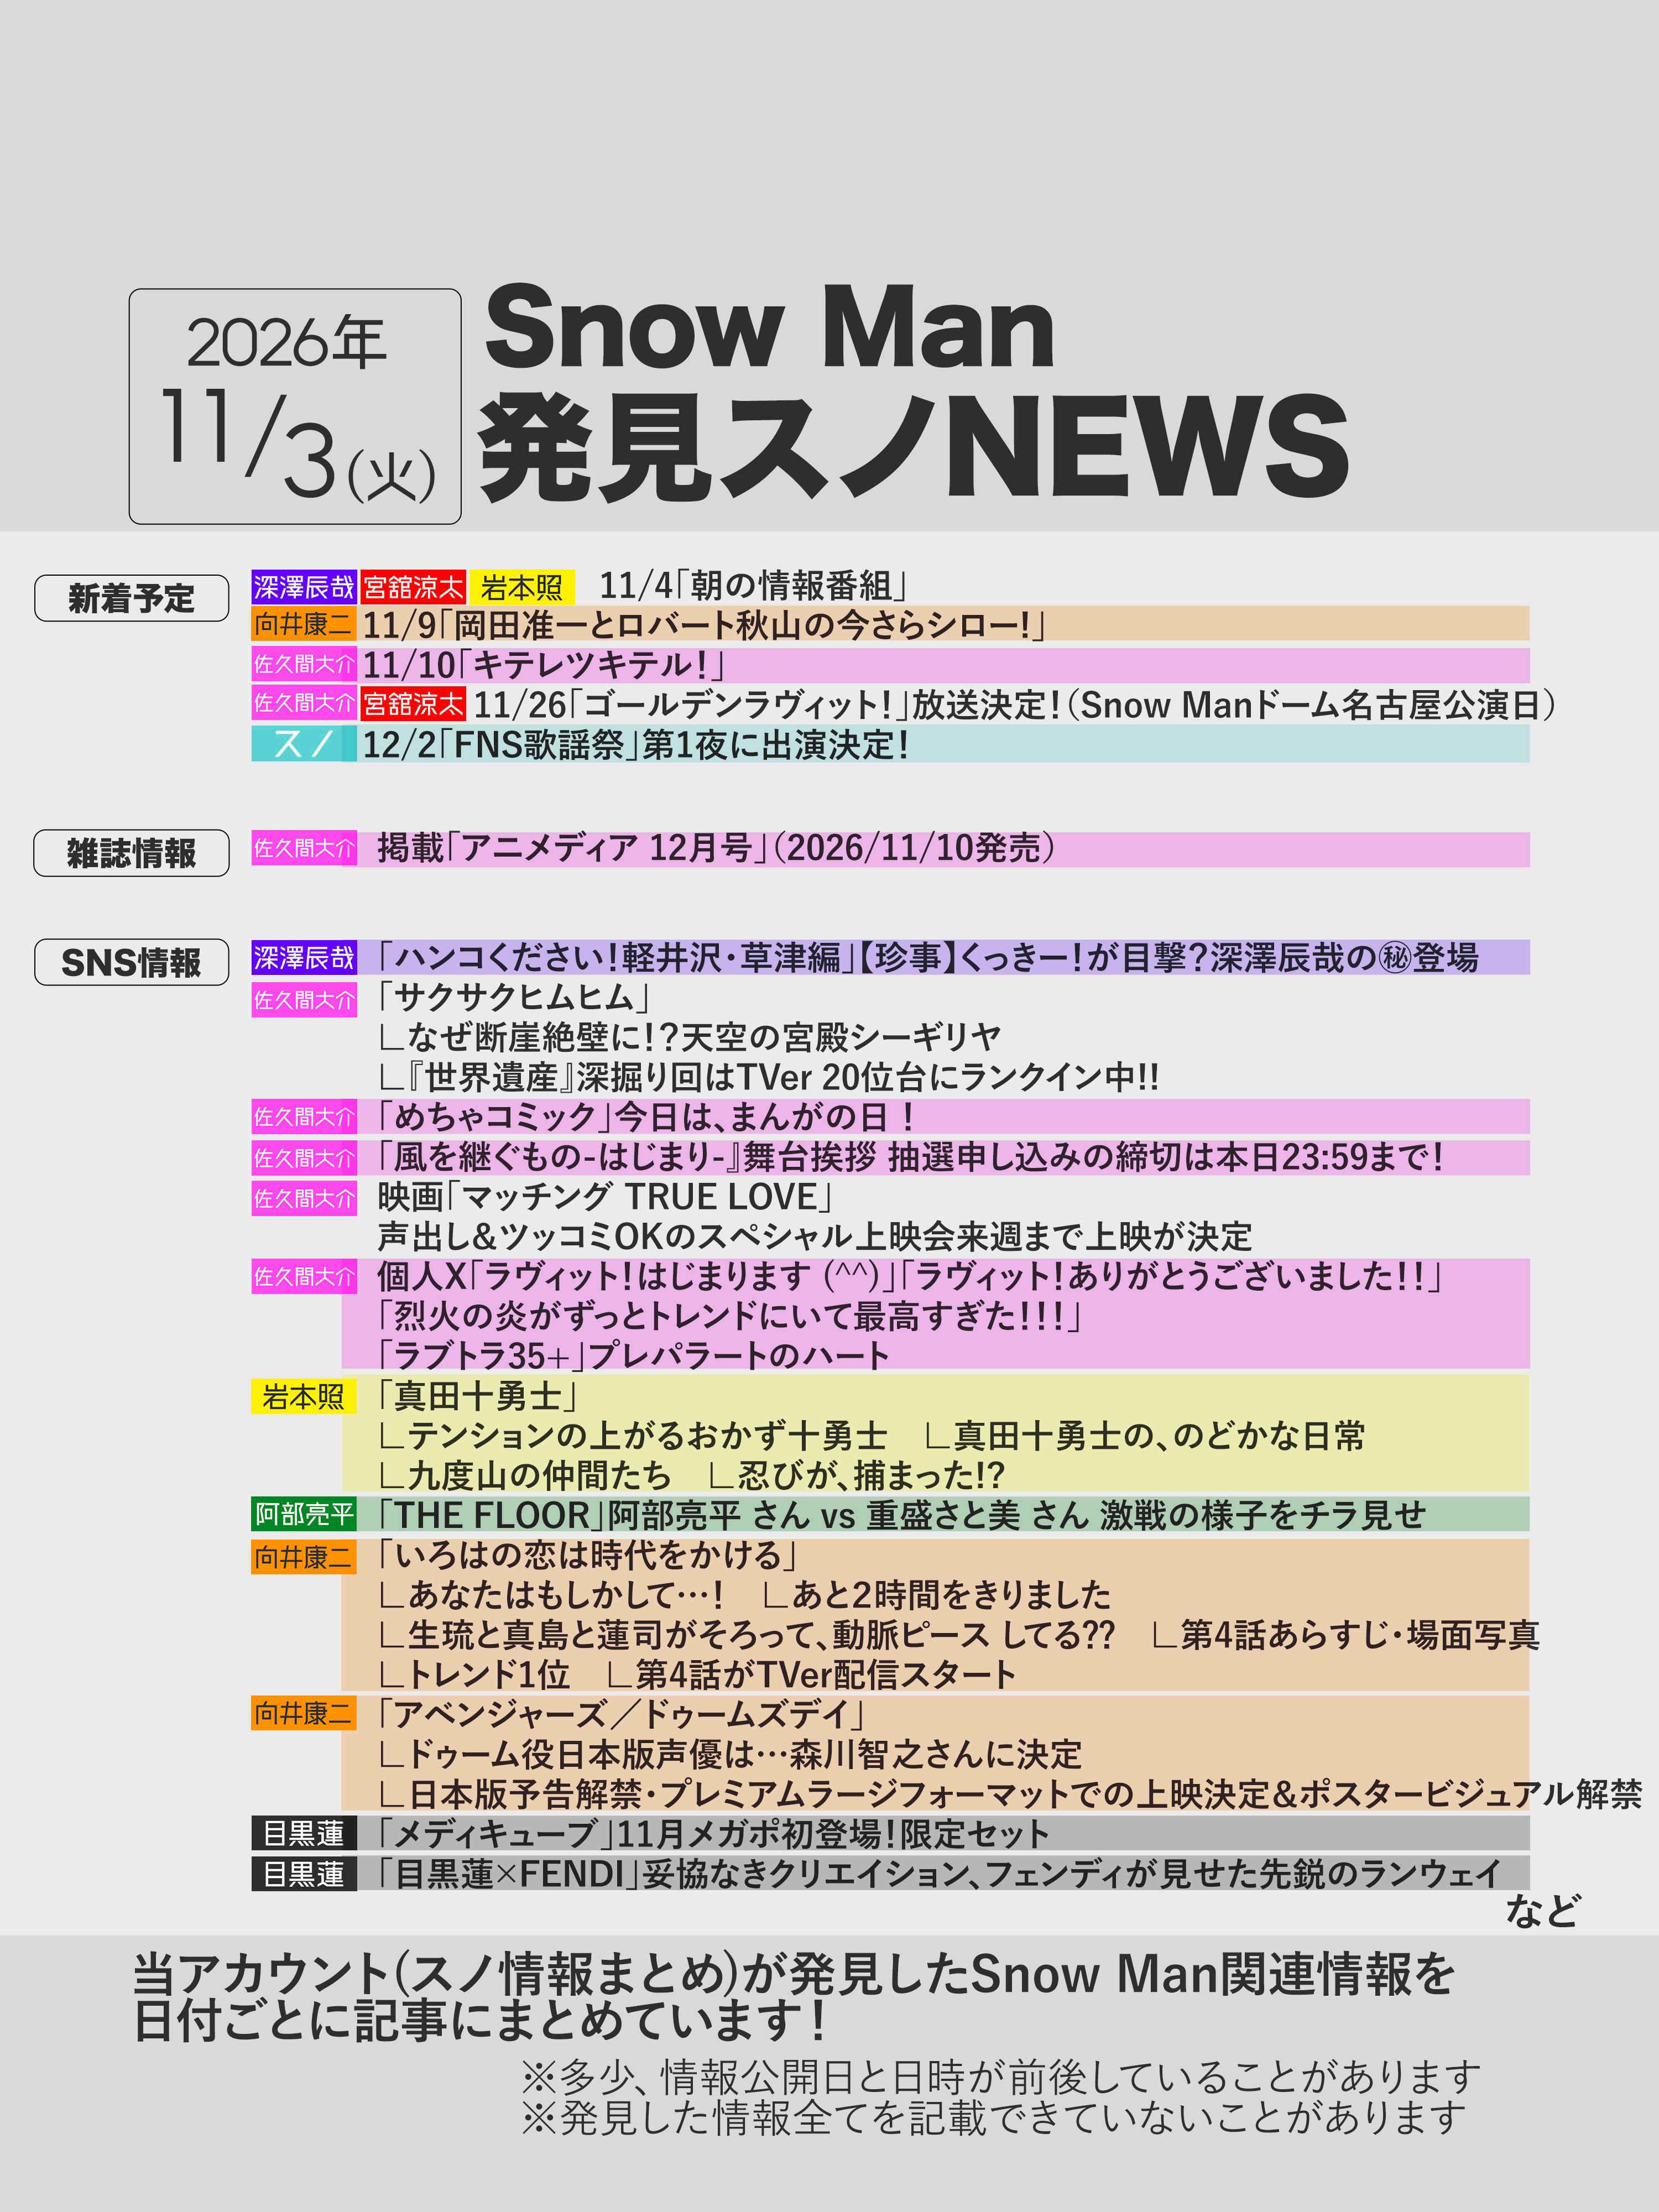 2026年
11/3(火)
Snow Man
発見スノNEWS
新着予定
深澤辰哉 宮舘涼太 岩本照 11/4「朝の情報番組」
向井康二 11/9「岡田准一とロバート秋山の今さらシロー!」
佐久間大介 11/10「キテレツキテル!」
佐久間大介 宮舘涼太 11/26「ゴールデンラヴィット!」放送決定!(Snow Manドーム名古屋公演日)
スノ 12/2「FNS歌謡祭」第1夜に出演決定!
雑誌情報
佐久間大介 掲載「アニメディア 12月号」(2026/11/10発売)
SNS情報
深澤辰哉 「ハンコください!軽井沢・草津編」【珍事】くっきー!が目撃?深澤辰哉の㊙登場
佐久間大介 「サクサクヒムヒム」
∟なぜ断崖絶壁に!?天空の宮殿シーギリヤ
∟『世界遺産』深掘り回はTVer 20位台にランクイン中!!
佐久間大介 「めちゃコミック」今日は、まんがの日!
佐久間大介 「風を継ぐもの-はじまり-』舞台挨拶 抽選申し込みの締切は本日23:59まで!
佐久間大介 映画「マッチング TRUE LOVE」
声出し&ツッコミOKのスペシャル上映会来週まで上映が決定
佐久間大介 個人X「ラヴィット!はじまります (^^)」「ラヴィット!ありがとうございました!!」
「烈火の炎がずっとトレンドにいて最高すぎた!!!」
「ラブトラ35+」プレパラートのハート
岩本照 「真田十勇士」
∟テンションの上がるおかず十勇士 ∟真田十勇士の、のどかな日常
∟九度山の仲間たち ∟忍びが、捕まった!?
阿部亮平 「THE FLOOR」阿部亮平 さん vs 重盛さと美 さん 激戦の様子をチラ見せ
向井康二 「いろはの恋は時代をかける」
∟あなたはもしかして…! ∟あと2時間をきりました
∟生琉と真島と蓮司がそろって、動脈ピース してる?? ∟第4話あらすじ・場面写真
∟トレンド1位 ∟第4話がTVer配信スタート
向井康二 「アベンジャーズ/ドゥームズデイ」
∟ドゥーム役日本版声優は…森川智之さんに決定
∟日本版予告解禁・プレミアムラージフォーマットでの上映決定&ポスタービジュアル解禁
目黒蓮 「メディキューブ」11月メガポ初登場!限定セット
目黒蓮 「目黒蓮×FENDI」妥協なきクリエイション、フェンディが見せた先鋭のランウェイ
など
当アカウント(スノ情報まとめ)が発見したSnow Man関連情報を
日付ごとに記事にまとめています!
※多少、情報公開日と日時が前後していることがあります
※発見した情報全てを記載できていないことがあります